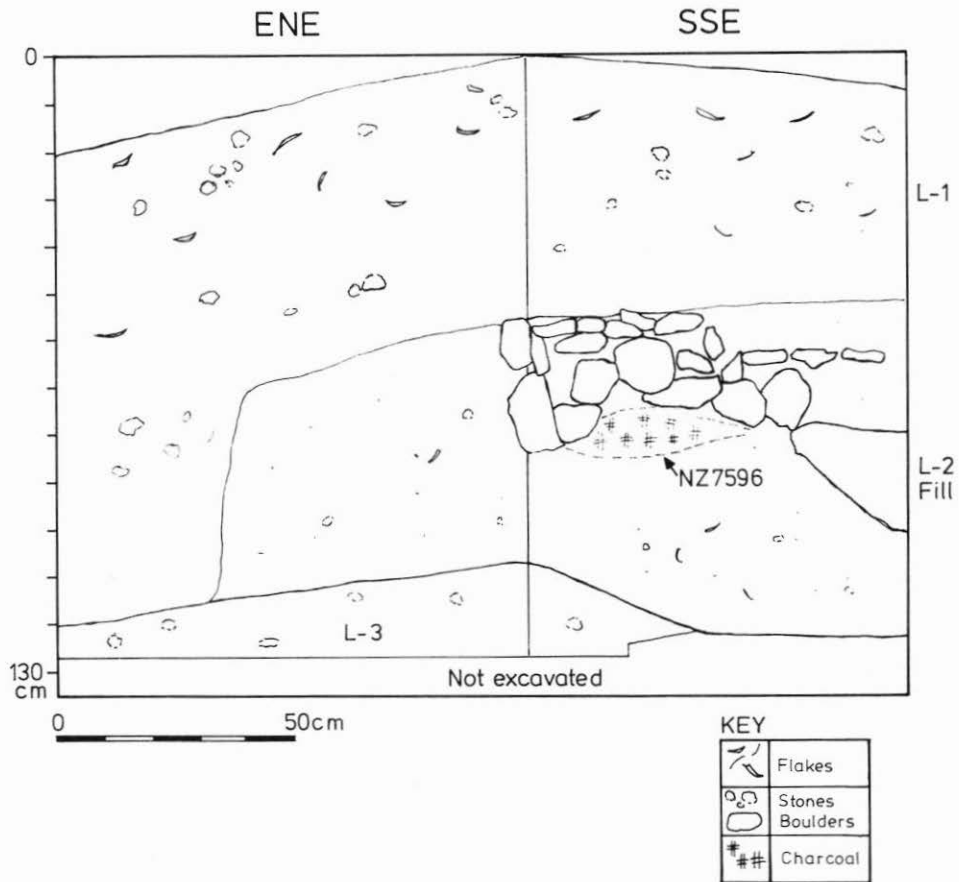 ENE SSE
0
L-1
L-2
Fill
NZ7596
L-3
130
cm
Not excavated
0 50cm
KEY
Flakes
Stones
Boulders
Charcoal